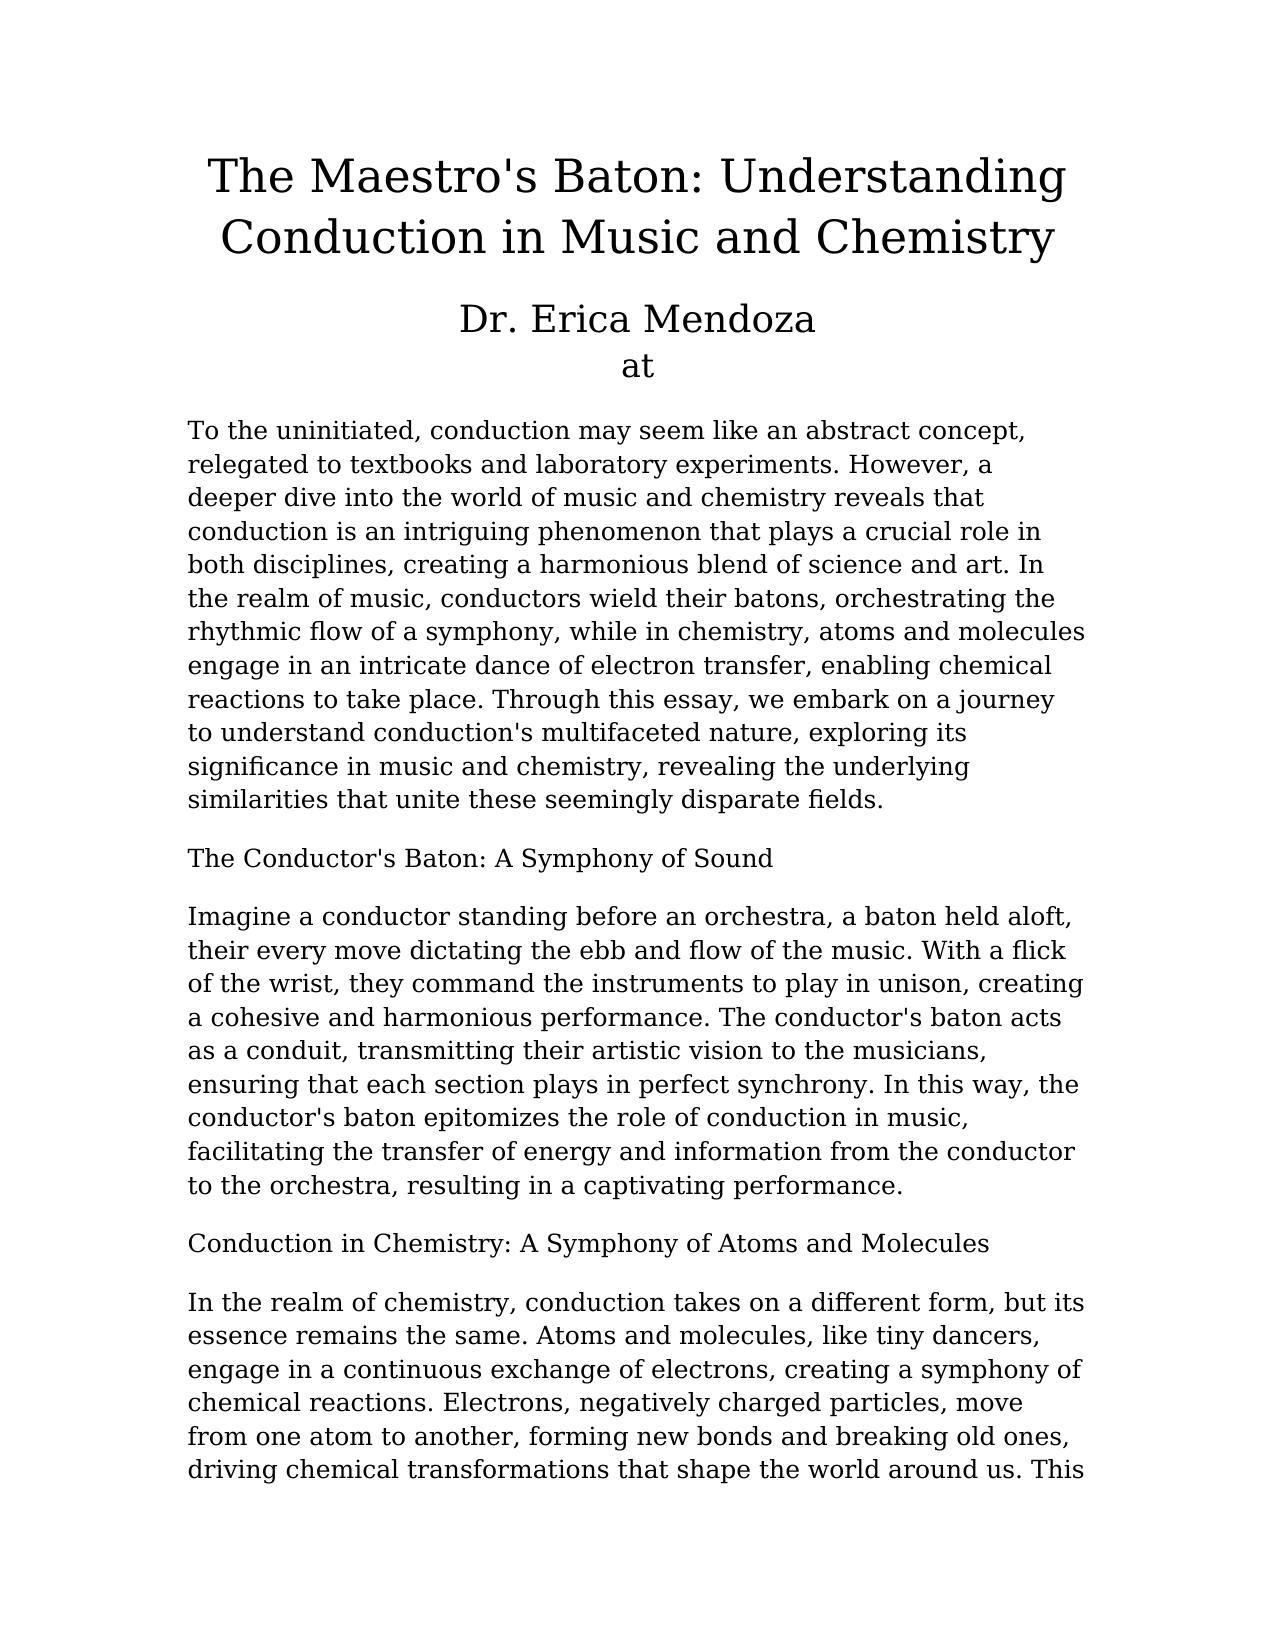 The Maestro's Baton: Understanding
Conduction in Music and Chemistry
Dr. Erica Mendoza
at
To the uninitiated, conduction may seem like an abstract concept,
relegated to textbooks and laboratory experiments. However, a
deeper dive into the world of music and chemistry reveals that
conduction is an intriguing phenomenon that plays a crucial role in
both disciplines, creating a harmonious blend of science and art. In
the realm of music, conductors wield their batons, orchestrating the
rhythmic flow of a symphony, while in chemistry, atoms and molecules
engage in an intricate dance of electron transfer, enabling chemical
reactions to take place. Through this essay, we embark on a journey
to understand conduction's multifaceted nature, exploring its
significance in music and chemistry, revealing the underlying
similarities that unite these seemingly disparate fields.
The Conductor's Baton: A Symphony of Sound
Imagine a conductor standing before an orchestra, a baton held aloft,
their every move dictating the ebb and flow of the music. With a flick
of the wrist, they command the instruments to play in unison, creating
a cohesive and harmonious performance. The conductor's baton acts
as a conduit, transmitting their artistic vision to the musicians,
ensuring that each section plays in perfect synchrony. In this way, the
conductor's baton epitomizes the role of conduction in music,
facilitating the transfer of energy and information from the conductor
to the orchestra, resulting in a captivating performance.
Conduction in Chemistry: A Symphony of Atoms and Molecules
In the realm of chemistry, conduction takes on a different form, but its
essence remains the same. Atoms and molecules, like tiny dancers,
engage in a continuous exchange of electrons, creating a symphony of
chemical reactions. Electrons, negatively charged particles, move
from one atom to another, forming new bonds and breaking old ones,
driving chemical transformations that shape the world around us. This